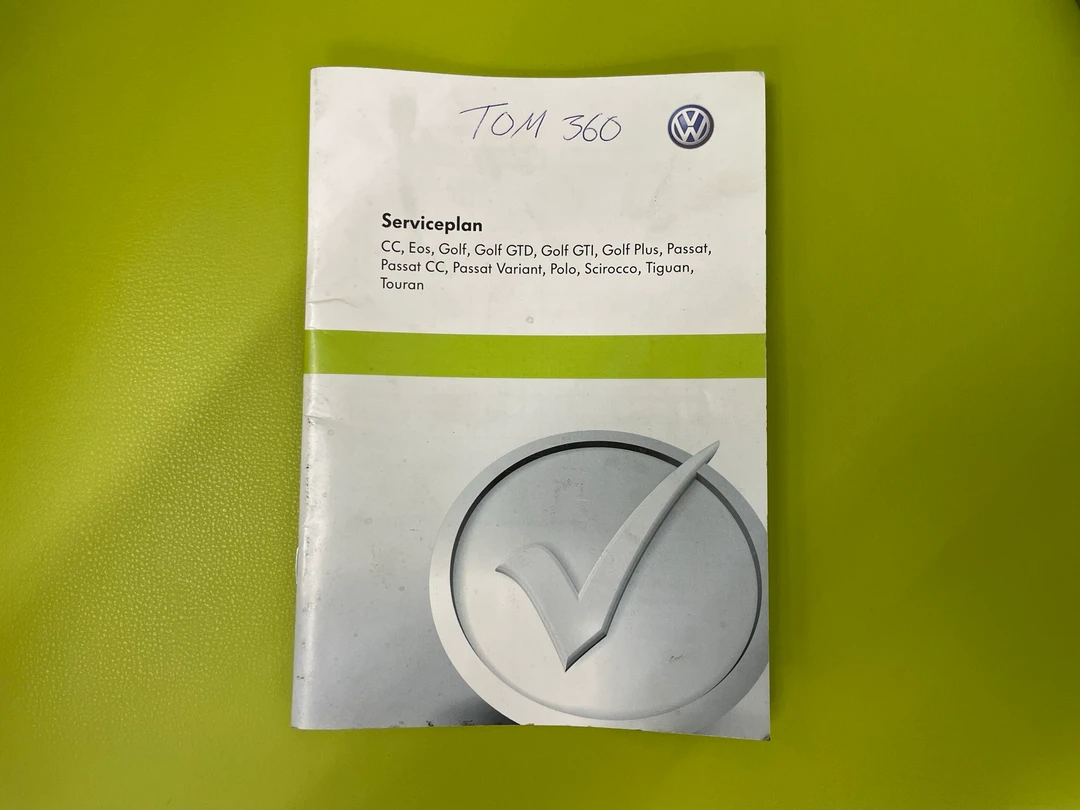 TOM 360
Serviceplan
CC, Eos, Golf, Golf GTD, Golf GTI, Golf Plus, Passat,
Passat CC, Passat Variant, Polo, Scirocco, Tiguan,
Touran